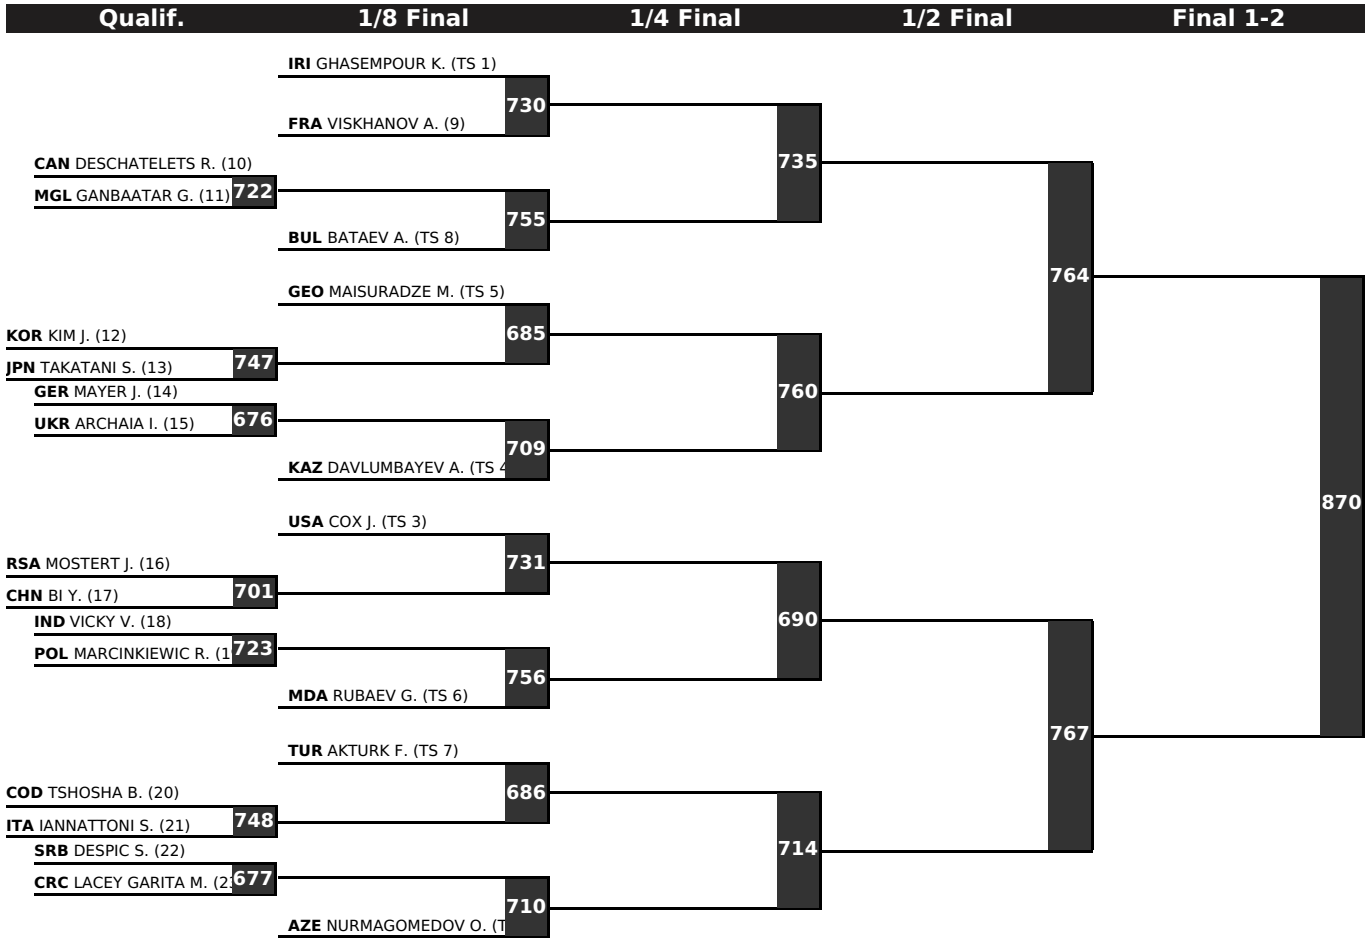 Qualif. 1/8 Final 1/4 Final 1/2 Final Final 1-2
IRI GHASEMPOUR K. (TS 1)
730
FRA VISKHANOV A. (9)
735
CAN DESCHATELETS R. (10)
MGL GANBAATAR G. (11) 722
755
BUL BATAEV A. (TS 8)
764
GEO MAISURADZE M. (TS 5)
685
KOR KIM J. (12)
JPN TAKATANI S. (13) 747
GER MAYER J. (14)
760
UKR ARCHAIA I. (15) 676
709
KAZ DAVLUMBAYEV A. (TS 4
870
USA COX J. (TS 3)
731
RSA MOSTERT J. (16)
CHN BI Y. (17) 701
IND VICKY V. (18)
690
POL MARCINKIEWIC R. (1 723
756
MDA RUBAEV G. (TS 6)
767
TUR AKTURK F. (TS 7)
686
COD TSHOSHA B. (20)
ITA IANNATTONI S. (21) 748
SRB DESPIC S. (22)
714
CRC LACEY GARITA M. (23 677
710
AZE NURMAGOMEDOV O. (T